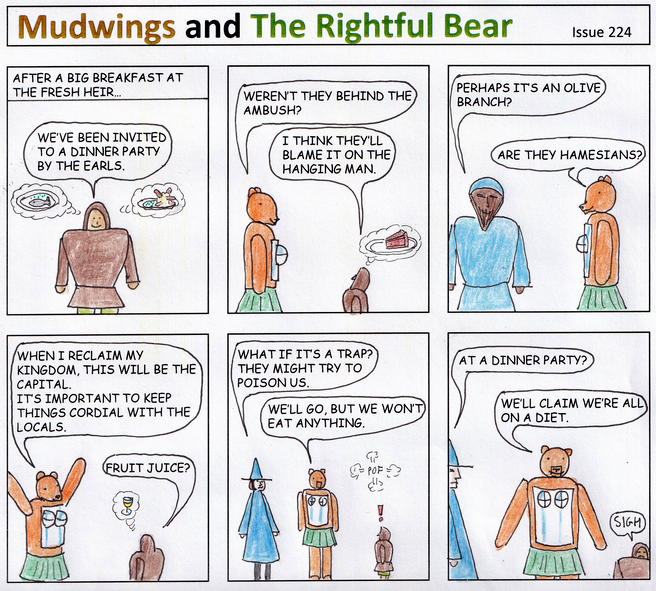 Mudwings and The Rightful Bear
Issue 224
AFTER A BIG BREAKFAST AT
THE FRESH HEIR...
WE'VE BEEN INVITED
TO A DINNER PARTY
BY THE EARLS.
WEREN'T THEY BEHIND THE
AMBUSH?
I THINK THEY'LL
BLAME IT ON THE
HANGING MAN.
PERHAPS IT'S AN OLIVE
BRANCH?
ARE THEY HAMESIANS?
WHEN I RECLAIM MY
KINGDOM, THIS WILL BE THE
CAPITAL.
IT'S IMPORTANT TO KEEP
THINGS CORDIAL WITH THE
LOCALS.
FRUIT JUICE?
WHAT IF IT'S A TRAP?
THEY MIGHT TRY TO
POISON US.
WE'LL GO, BUT WE WON'T
EAT ANYTHING.
POF
!
AT A DINNER PARTY?
WE'LL CLAIM WE'RE ALL
ON A DIET.
SIGH